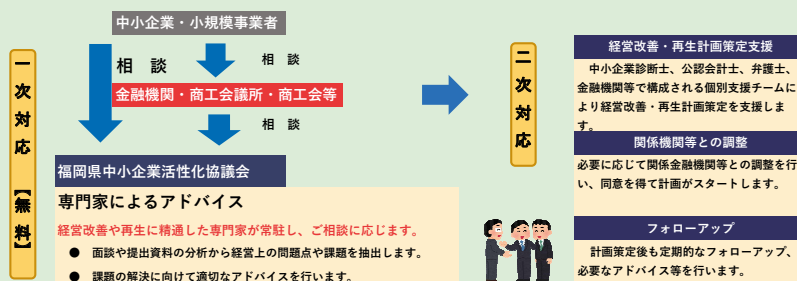 一次対応 【無料】
中小企業・小規模事業者
相 談
相 談
金融機関・商工会議所・商工会等
相 談
福岡県中小企業活性化協議会
専門家によるアドバイス
経営改善や再生に精通した専門家が常駐し、ご相談に応じます。
● 面談や提出資料の分析から経営上の問題点や課題を抽出します。
● 課題の解決に向けて適切なアドバイスを行います。
二次対応
経営改善・再生計画策定支援
中小企業診断士、公認会計士、弁護士、
金融機関等で構成される個別支援チームに
より経営改善・再生計画策定を支援しま
す。
関係機関等との調整
必要に応じて関係金融機関等との調整を行
い、同意を得て計画がスタートします。
フォローアップ
計画策定後も定期的なフォローアップ、
必要なアドバイス等を行います。